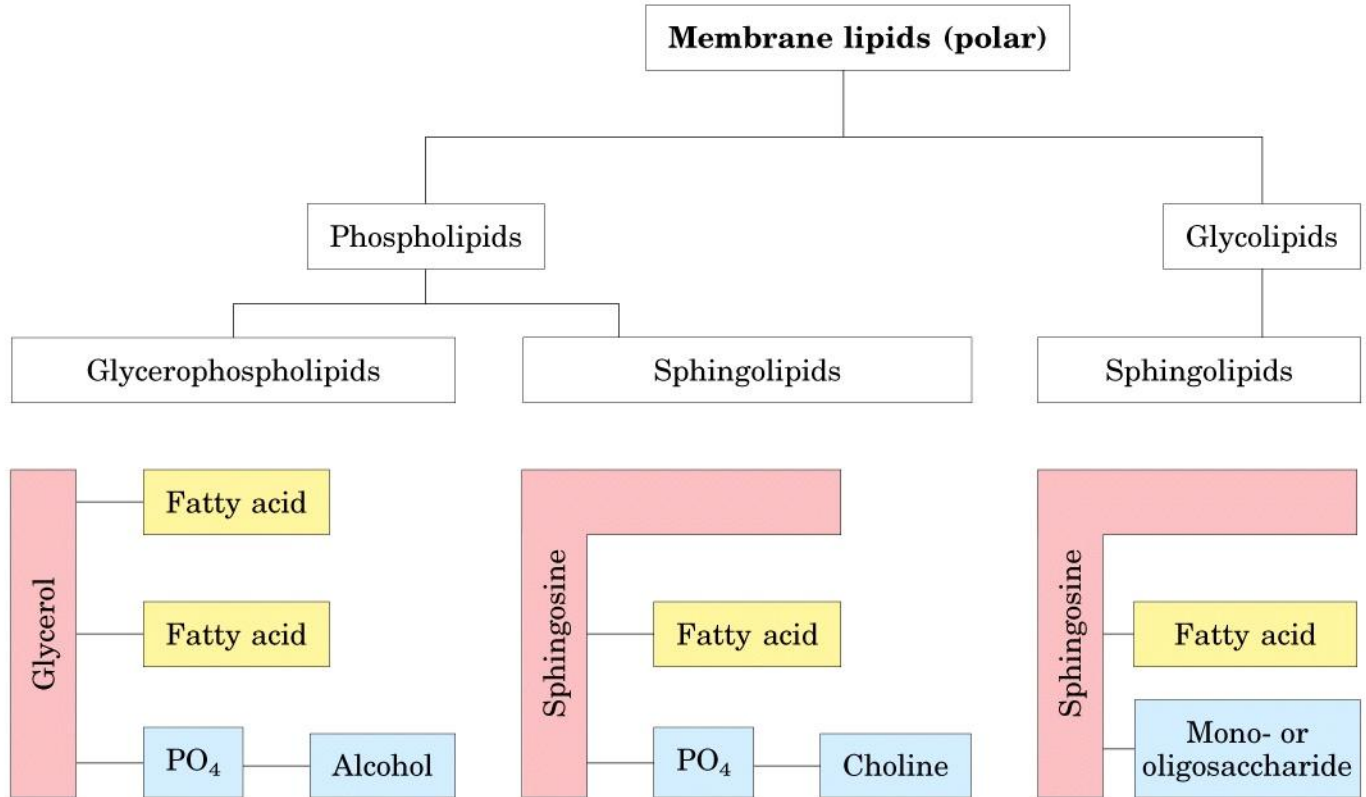 Membrane lipids (polar)
Phospholipids
Glycolipids
Glycerophospholipids
Sphingolipids
Sphingolipids
Glycerol
Fatty acid
Fatty acid
PO₄
Alcohol
Sphingosine
Fatty acid
PO₄
Choline
Sphingosine
Fatty acid
Mono- or
oligosaccharide